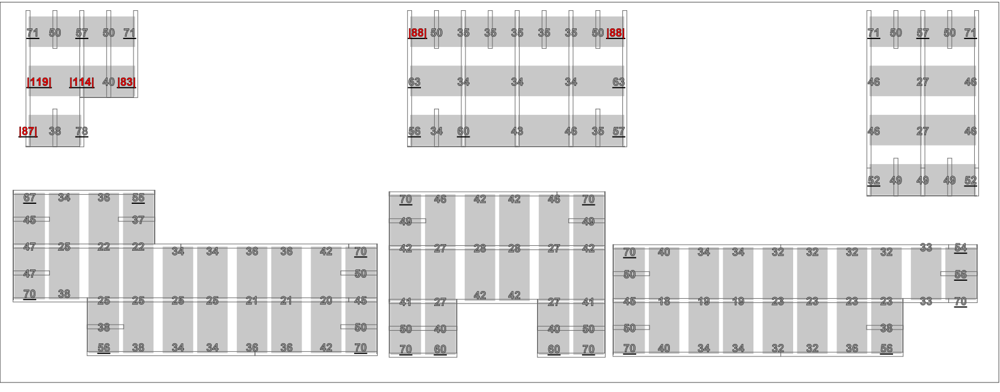 71 50 57 50 71
|88| 50 35 35 35 35 35 50 |88|
71 50 57 50 71
|119| |114| 40 |83|
63 34 34 34 63
46 27 46
|87| 38 78
56 34 60 43 46 35 57
46 27 46
52 49 49 49 52
67 34 36 55
70 46 42 42 46 70
45 37
49 49
47 25 22 22
34 34 36 36 42 70
42 27 28 28 27 42
70 40 34 34 32 32 32 32 33 54
47 50
50 56
70 38
25 25 25 25 21 21 20 45
42 42
41 27 27 41
45 18 19 19 23 23 23 23 33 70
38 50
50 40 40 50
50 38
56 38 34 34 36 36 42 70
70 60 60 70
70 40 34 34 32 32 36 56